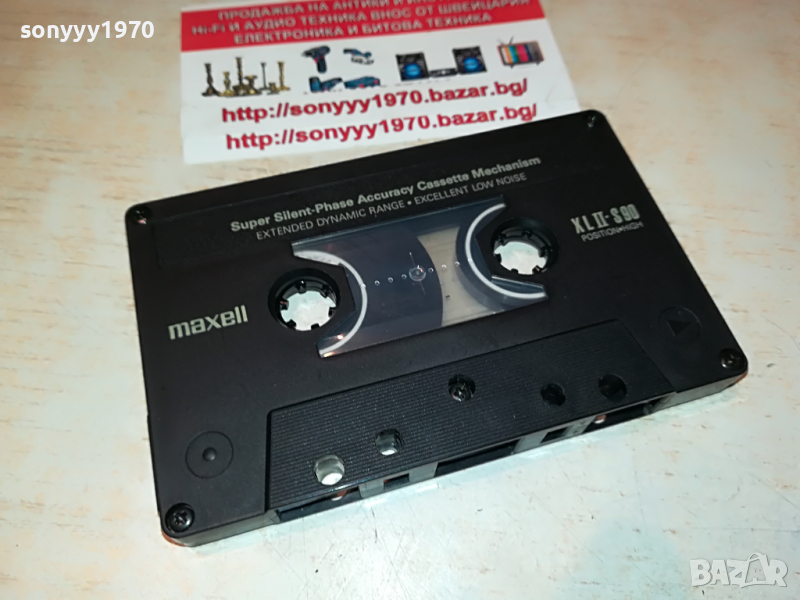 sonyyy1970
ПРОДАЖБА НА АНТИКИ И
Hi-Fi И АУДИО ТЕХНИКА ВНОС ОТ ШВЕЙЦАРИЯ
ЕЛЕКТРОНИКА И БИТОВА ТЕХНИКА
http://sonyyy1970.bazar.bg/
http://sonyyy1970.bazar.bg/
Super Silent-Phase Accuracy Cassette Mechanism
EXTENDED DYNAMIC RANGE • EXCELLENT LOW NOISE
XLII-S90
POSITION•HIGH
maxell
BAZAR